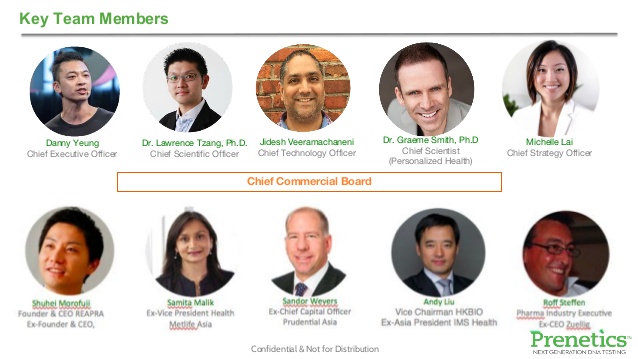 Key Team Members
Danny Yeung
Chief Executive Officer
Dr. Lawrence Tzang, Ph.D.
Chief Scientific Officer
Jidesh Veeramachaneni
Chief Technology Officer
Dr. Graeme Smith, Ph.D
Chief Scientist
(Personalized Health)
Michelle Lai
Chief Strategy Officer
Chief Commercial Board
Shuhei Morofuji
Founder & CEO REAPRA
Ex-Founder & CEO,
Samita Malik
Ex-Vice President Health
Metlife Asia
Sandor Weyers
Ex-Chief Capital Officer
Prudential Asia
Andy Liu
Vice Chairman HKBIO
Ex-Asia President IMS Health
Roff Steffen
Pharma Industry Executive
Ex-CEO Zuellig
Confidential & Not for Distribution
Prenetics™
NEXT GENERATION DNA TESTING